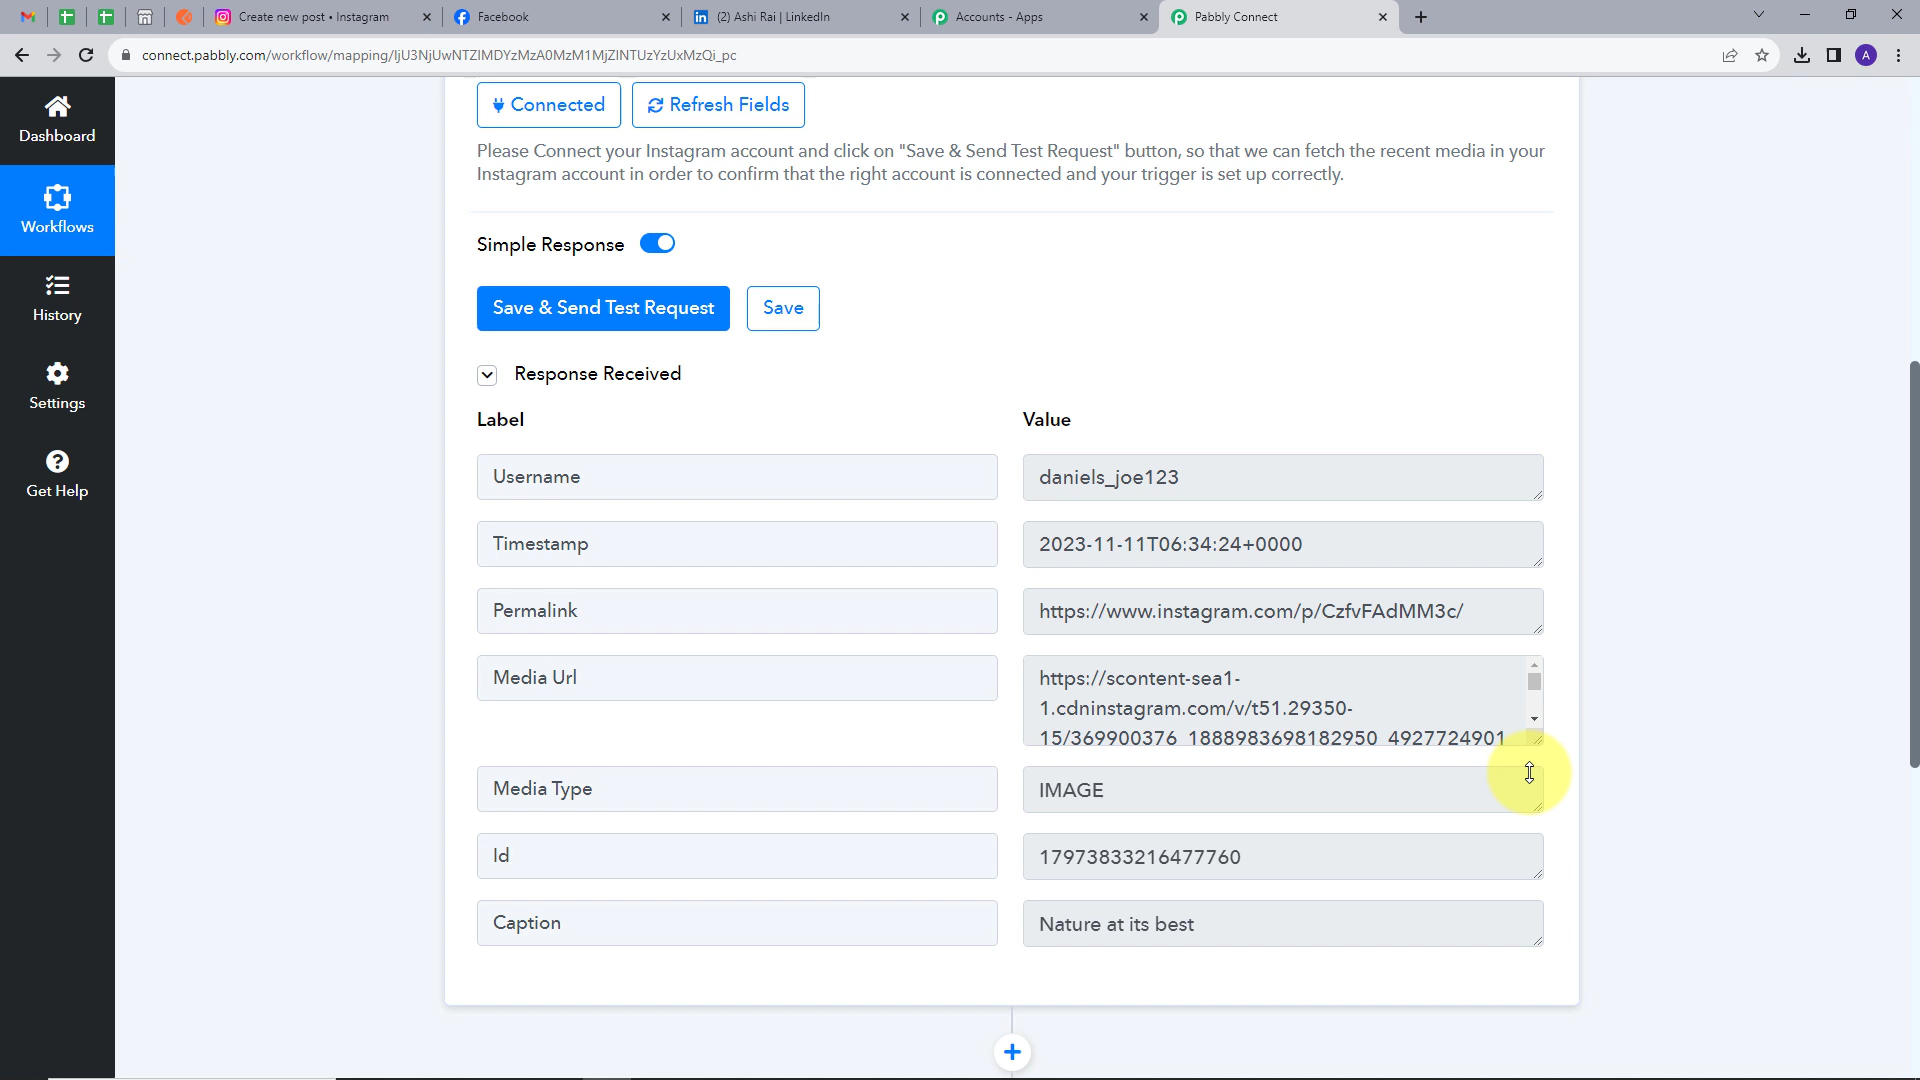 Create new post • Instagram
Facebook
(2) Ashi Rai | LinkedIn
Accounts - Apps
Pabbly Connect
connect.pabbly.com/workflow/mapping/IjU3NjUwNTZlMDYzMzA0MzM1MjZlNTUzYzUxMzQi_pc
A
Dashboard
Workflows
History
Settings
Get Help
Connected
Refresh Fields
Please Connect your Instagram account and click on "Save & Send Test Request" button, so that we can fetch the recent media in your
Instagram account in order to confirm that the right account is connected and your trigger is set up correctly.
Simple Response
Save & Send Test Request
Save
Response Received
Label
Value
Username
daniels_joe123
Timestamp
2023-11-11T06:34:24+0000
Permalink
https://www.instagram.com/p/CzfvFAdMM3c/
Media Url
https://scontent-sea1-
1.cdninstagram.com/v/t51.29350-
15/369900376_1888983698182950_4927724901
Media Type
IMAGE
Id
17973833216477760
Caption
Nature at its best